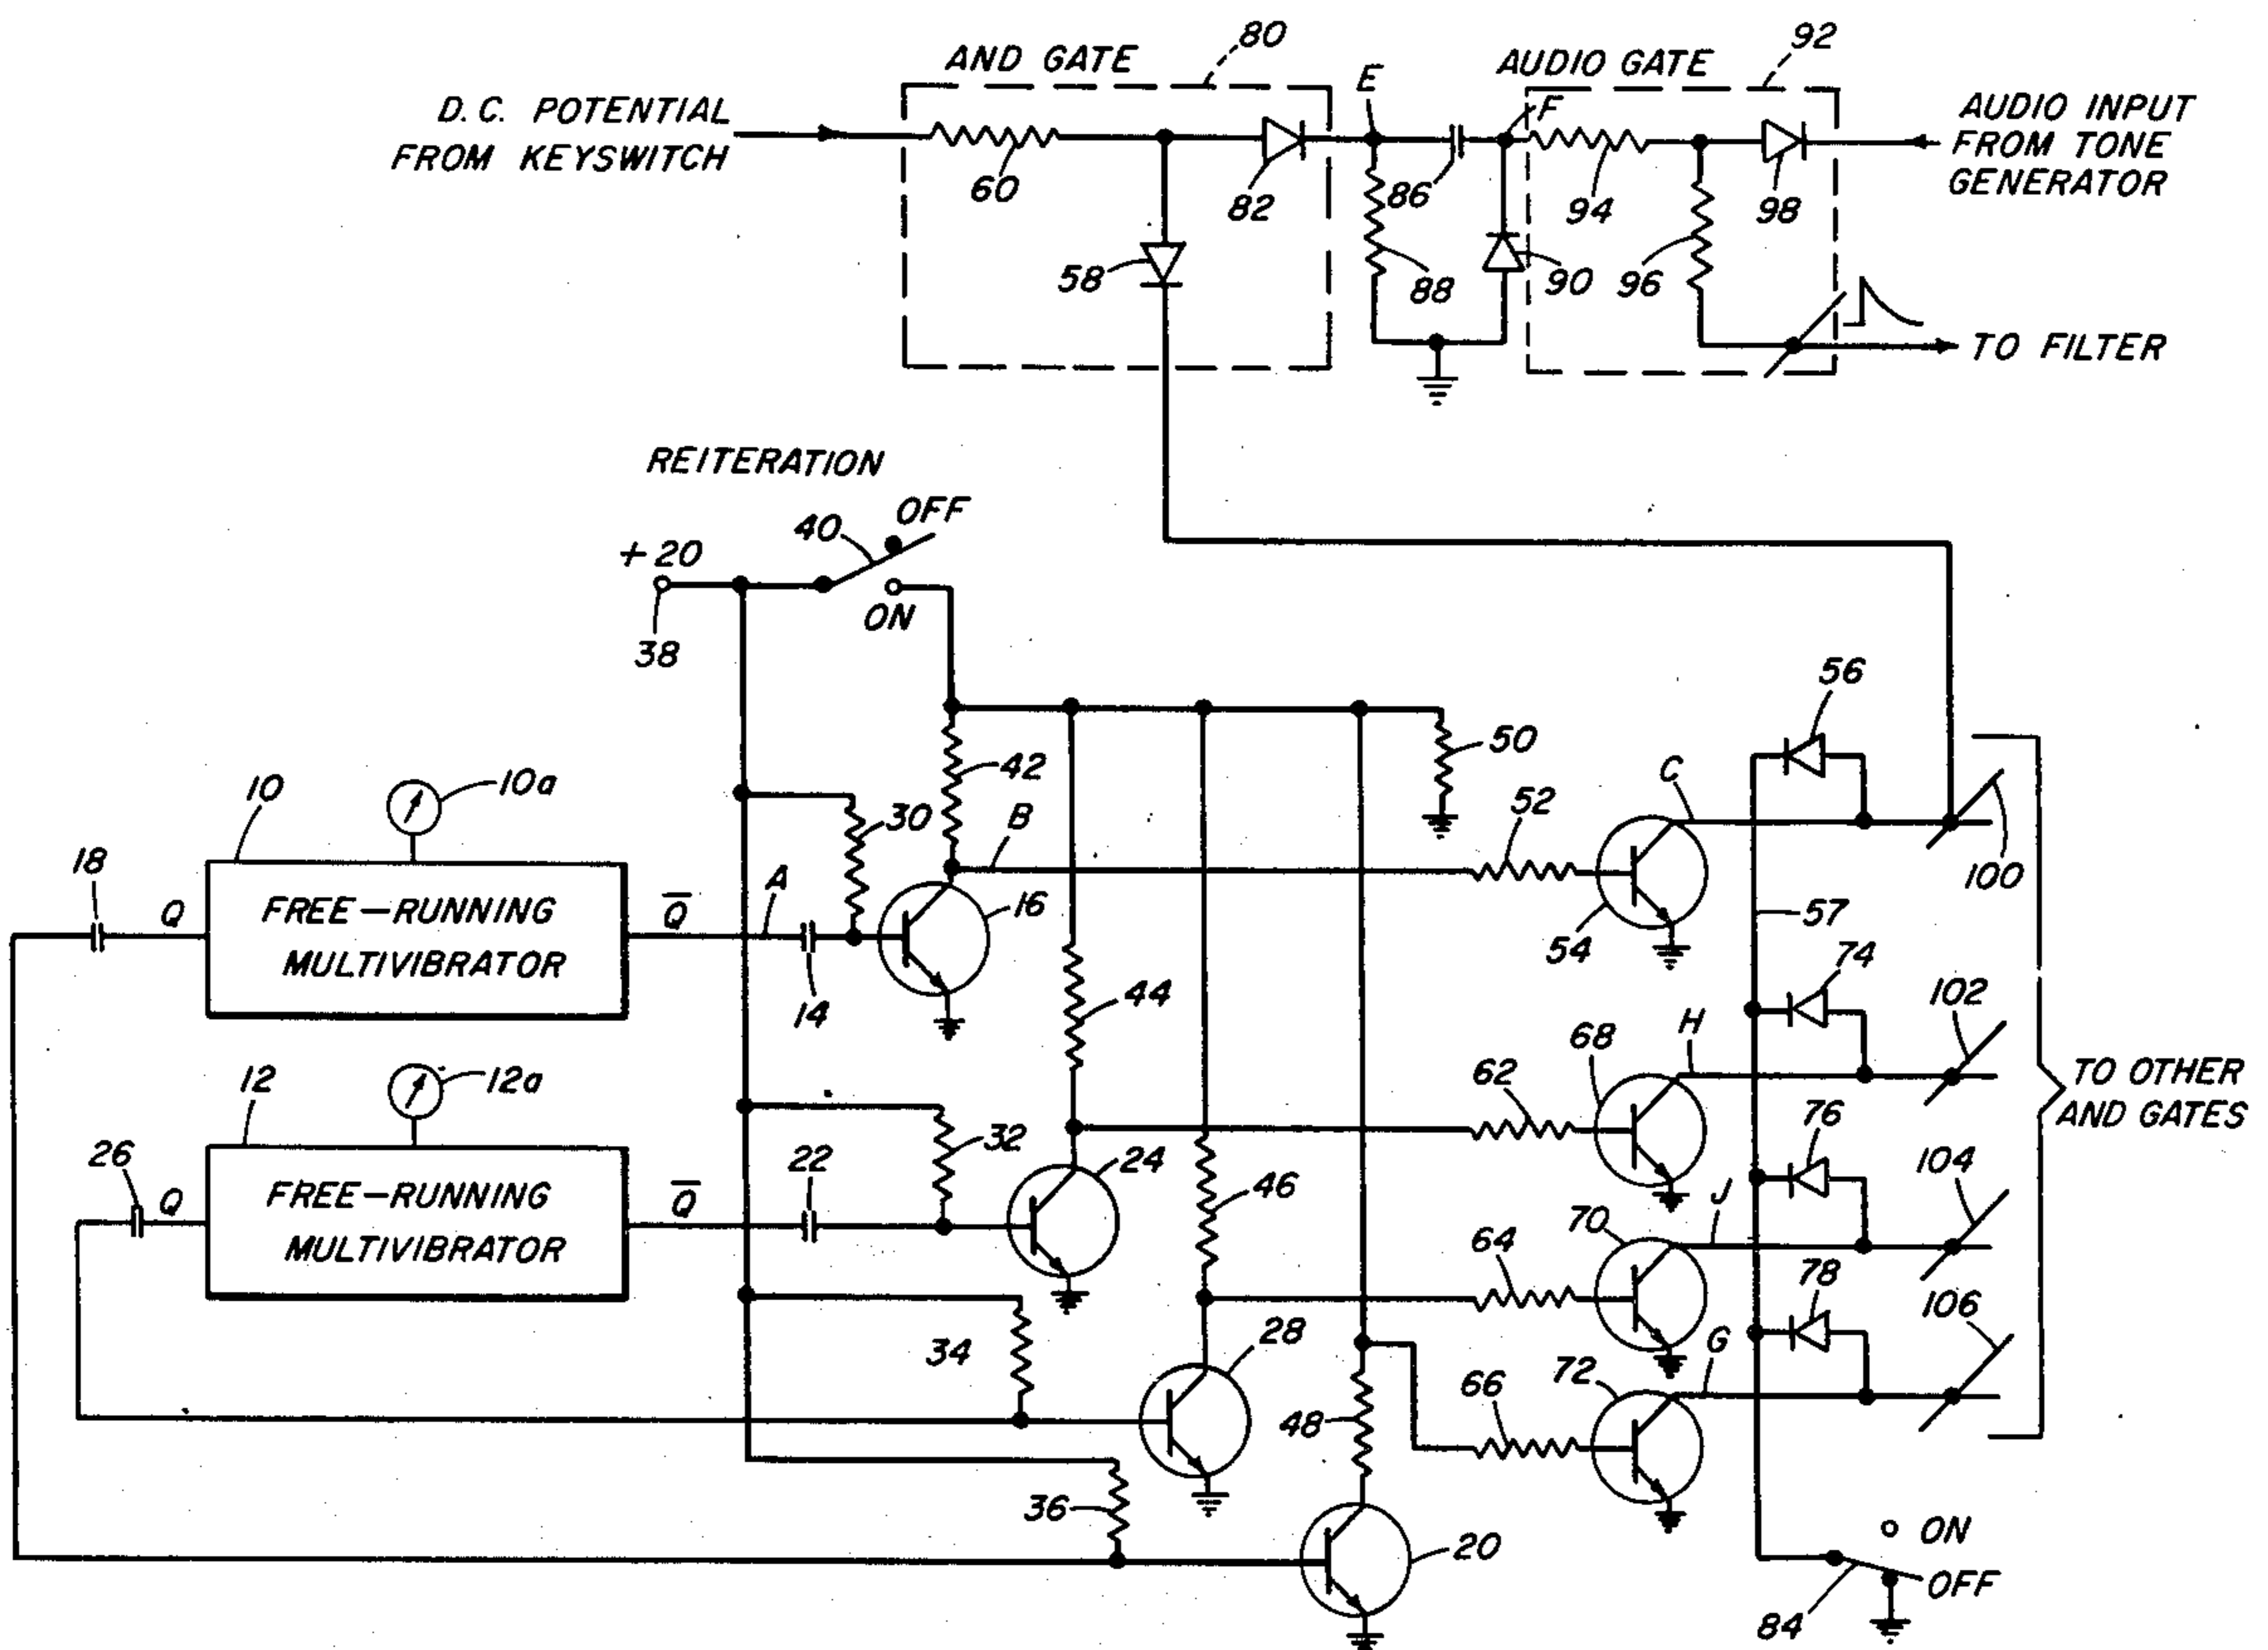 AND GATE
80
D.C. POTENTIAL
FROM KEYSWITCH
60
82
58
E
86
88
90
F
AUDIO GATE
92
94
96
98
AUDIO INPUT
FROM TONE
GENERATOR
TO FILTER
REITERATION
40
OFF
+20
38
ON
42
50
10
10a
30
B
52
C
56
100
18
Q
FREE-RUNNING
MULTIVIBRATOR
Q̅
A
14
16
54
57
74
44
102
68
H
12
12a
32
62
TO OTHER
AND GATES
26
Q
FREE-RUNNING
MULTIVIBRATOR
Q̅
22
24
46
76
104
70
J
64
34
28
78
106
72
G
48
66
36
20
ON
OFF
84